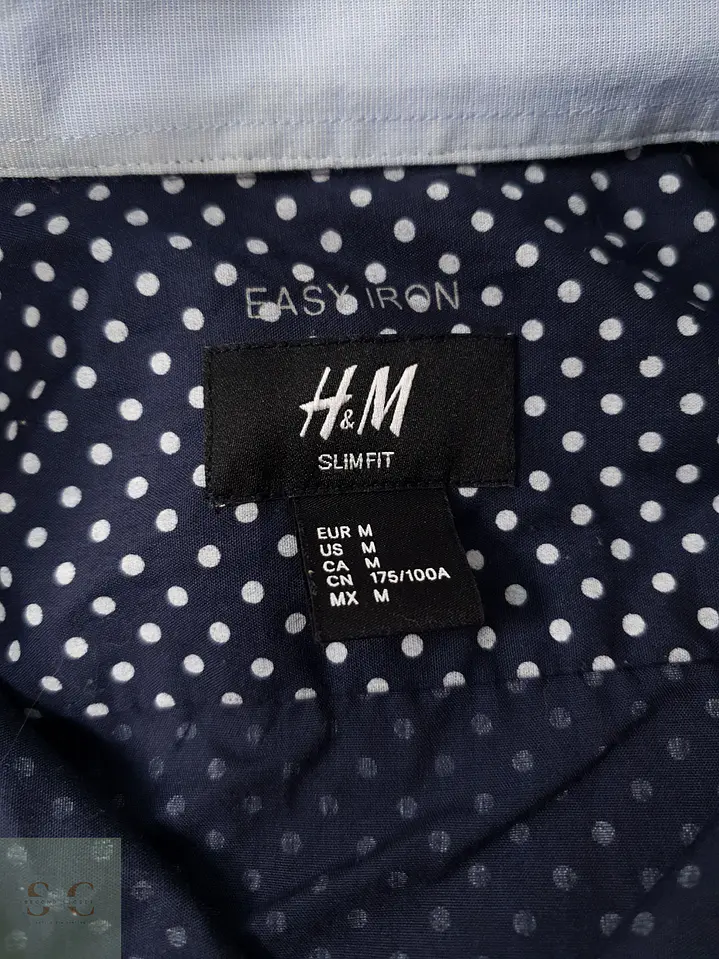 EASY IRON
H&M
SLIM FIT
EUR M
US M
CA M
CN 175/100A
MX M
S C